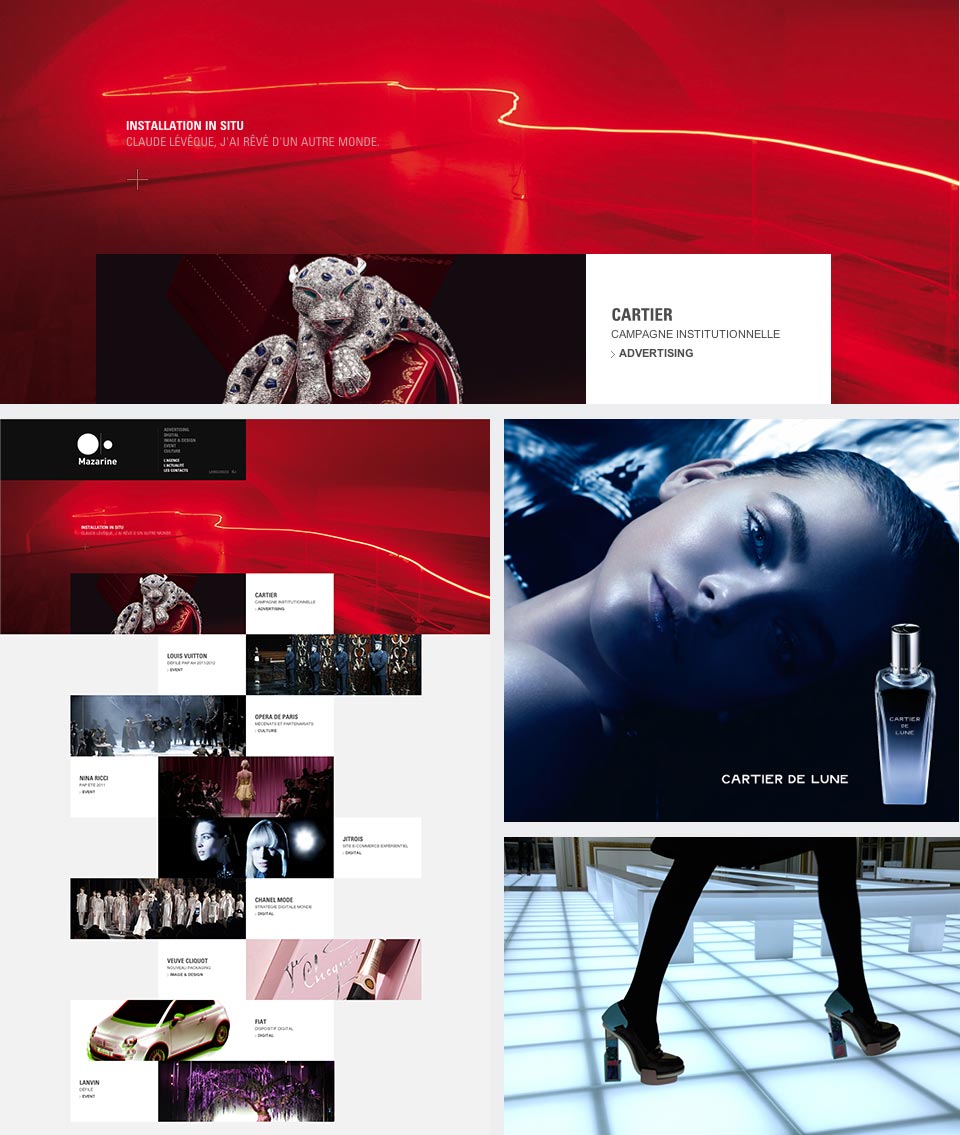 INSTALLATION IN SITU
CLAUDE LÉVÊQUE, J'AI RÊVÉ D'UN AUTRE MONDE.
CARTIER
CAMPAGNE INSTITUTIONNELLE
ADVERTISING
Mazarine
ADVERTISING
DIGITAL
IMAGE & DESIGN
EVENT
CULTURE
L'AGENCE
L'ACTUALITÉ
LES CONTACTS
LANGUAGES
INSTALLATION IN SITU
CLAUDE LÉVÊQUE, J'AI RÊVÉ D'UN AUTRE MONDE
CARTIER
CAMPAGNE INSTITUTIONNELLE
ADVERTISING
LOUIS VUITTON
DÉFILÉ PAP AH 2011/2012
EVENT
OPERA DE PARIS
MÉCÉNATS ET PARTENARIATS
CULTURE
NINA RICCI
PAP ÉTÉ 2011
EVENT
JITROIS
SITE E-COMMERCE EXPÉRIENTIEL
DIGITAL
CHANEL MODE
STRATÉGIE DIGITALE MONDE
DIGITAL
VEUVE CLIQUOT
NOUVEAU PACKAGING
IMAGE & DESIGN
Clicquot
FIAT
DISPOSITIF DIGITAL
DIGITAL
LANVIN
DÉFILÉ
EVENT
CARTIER
DE
LUNE
CARTIER DE LUNE